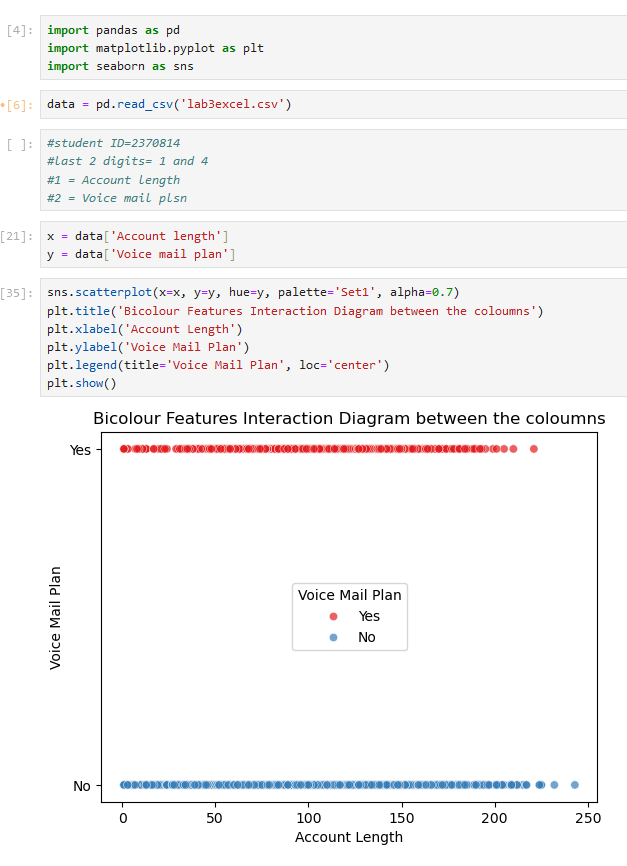 [4]:
import pandas as pd
import matplotlib.pyplot as plt
import seaborn as sns
•[6]:
data = pd.read_csv('lab3excel.csv')
[ ]:
#student ID=2370814
#last 2 digits= 1 and 4
#1 = Account length
#2 = Voice mail plsn
[21]:
x = data['Account length']
y = data['Voice mail plan']
[35]:
sns.scatterplot(x=x, y=y, hue=y, palette='Set1', alpha=0.7)
plt.title('Bicolour Features Interaction Diagram between the coloumns')
plt.xlabel('Account Length')
plt.ylabel('Voice Mail Plan')
plt.legend(title='Voice Mail Plan', loc='center')
plt.show()
Bicolour Features Interaction Diagram between the coloumns
Yes
Voice Mail Plan
Voice Mail Plan
Yes
No
No
0 50 100 150 200 250
Account Length